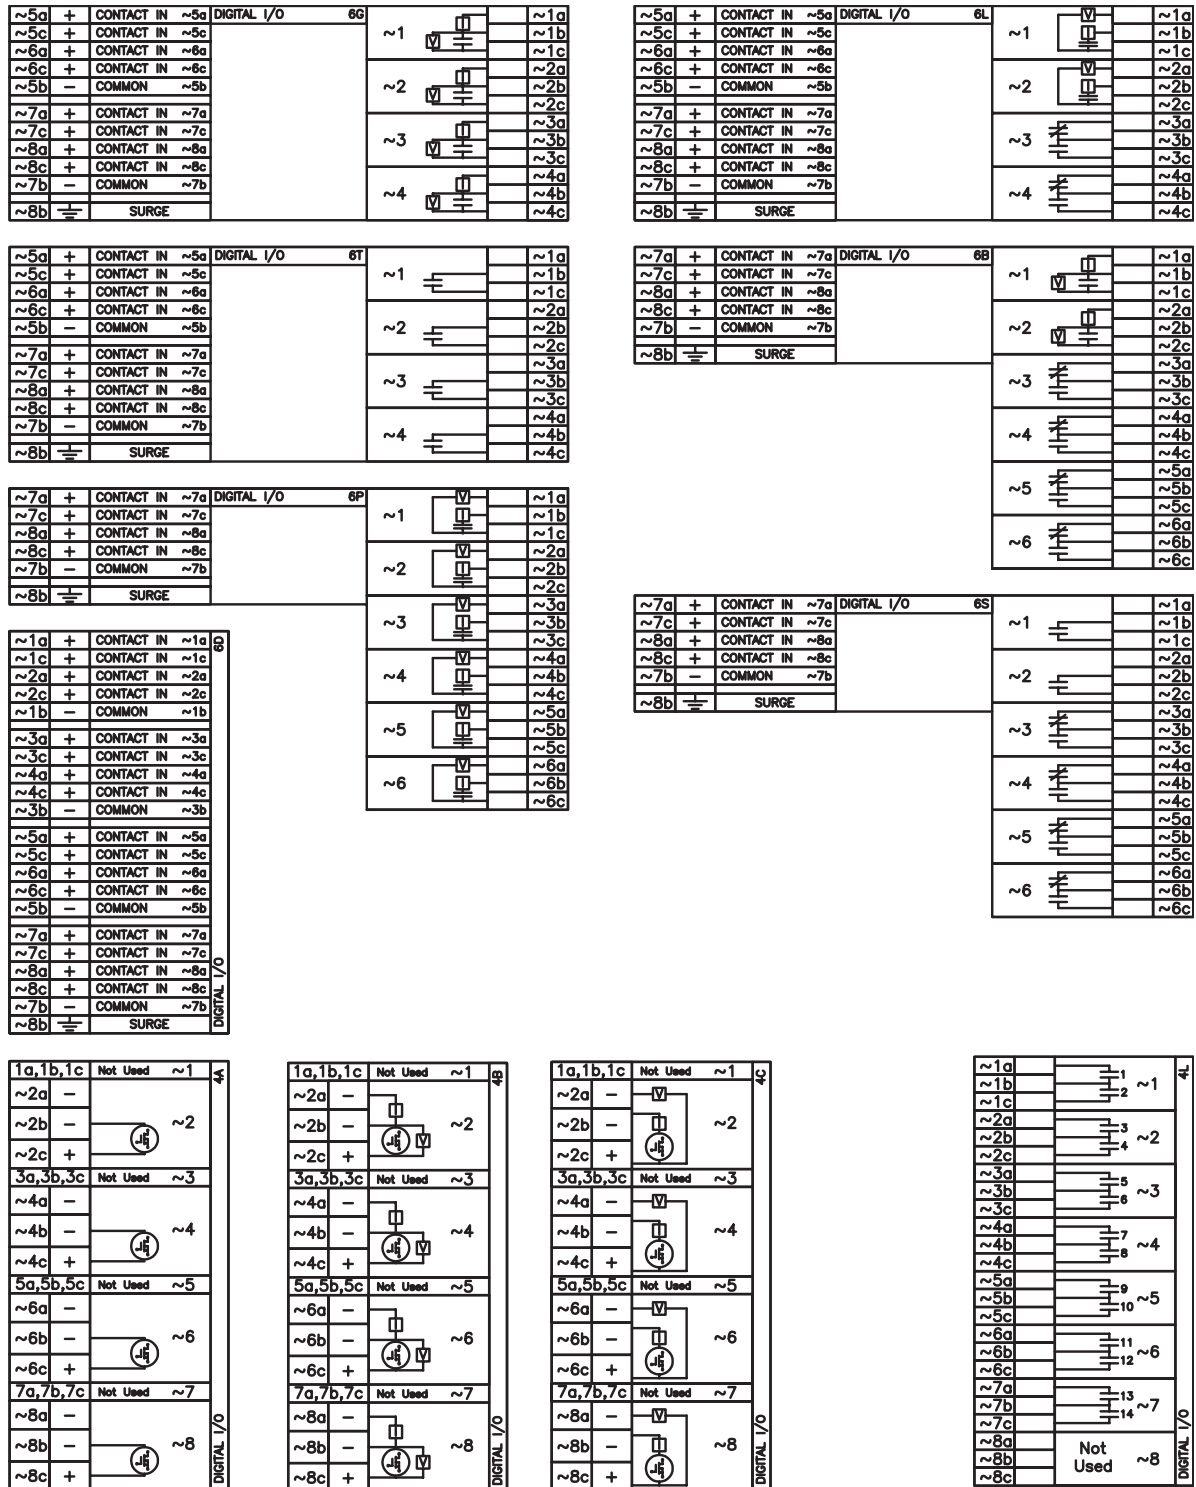 ~5a + CONTACT IN ~5a DIGITAL I/O 6G
~5c + CONTACT IN ~5c
~6a + CONTACT IN ~6a
~6c + CONTACT IN ~6c
~5b − COMMON ~5b
~7a + CONTACT IN ~7a
~7c + CONTACT IN ~7c
~8a + CONTACT IN ~8a
~8c + CONTACT IN ~8c
~7b − COMMON ~7b
~8b SURGE
~1 V ~1a
~1b
~1c
~2 V ~2a
~2b
~2c
~3 V ~3a
~3b
~3c
~4 V ~4a
~4b
~4c
~5a + CONTACT IN ~5a DIGITAL I/O 6L
~5c + CONTACT IN ~5c
~6a + CONTACT IN ~6a
~6c + CONTACT IN ~6c
~5b − COMMON ~5b
~7a + CONTACT IN ~7a
~7c + CONTACT IN ~7c
~8a + CONTACT IN ~8a
~8c + CONTACT IN ~8c
~7b − COMMON ~7b
~8b SURGE
~1 V I ~1a
~1b
~1c
~2 V I ~2a
~2b
~2c
~3 ~3a
~3b
~3c
~4 ~4a
~4b
~4c
~5a + CONTACT IN ~5a DIGITAL I/O 6T
~5c + CONTACT IN ~5c
~6a + CONTACT IN ~6a
~6c + CONTACT IN ~6c
~5b − COMMON ~5b
~7a + CONTACT IN ~7a
~7c + CONTACT IN ~7c
~8a + CONTACT IN ~8a
~8c + CONTACT IN ~8c
~7b − COMMON ~7b
~8b SURGE
~1 ~1a
~1b
~1c
~2 ~2a
~2b
~2c
~3 ~3a
~3b
~3c
~4 ~4a
~4b
~4c
~7a + CONTACT IN ~7a DIGITAL I/O 6B
~7c + CONTACT IN ~7c
~8a + CONTACT IN ~8a
~8c + CONTACT IN ~8c
~7b − COMMON ~7b
~8b SURGE
~1 V ~1a
~1b
~1c
~2 V ~2a
~2b
~2c
~3 ~3a
~3b
~3c
~4 ~4a
~4b
~4c
~5 ~5a
~5b
~5c
~6 ~6a
~6b
~6c
~7a + CONTACT IN ~7a DIGITAL I/O 6P
~7c + CONTACT IN ~7c
~8a + CONTACT IN ~8a
~8c + CONTACT IN ~8c
~7b − COMMON ~7b
~8b SURGE
~1 V I ~1a
~1b
~1c
~2 V I ~2a
~2b
~2c
~3 V I ~3a
~3b
~3c
~4 V I ~4a
~4b
~4c
~5 V I ~5a
~5b
~5c
~6 V I ~6a
~6b
~6c
~7a + CONTACT IN ~7a DIGITAL I/O 6S
~7c + CONTACT IN ~7c
~8a + CONTACT IN ~8a
~8c + CONTACT IN ~8c
~7b − COMMON ~7b
~8b SURGE
~1 ~1a
~1b
~1c
~2 ~2a
~2b
~2c
~3 ~3a
~3b
~3c
~4 ~4a
~4b
~4c
~5 ~5a
~5b
~5c
~6 ~6a
~6b
~6c
~1a + CONTACT IN ~1a 6D
~1c + CONTACT IN ~1c
~2a + CONTACT IN ~2a
~2c + CONTACT IN ~2c
~1b − COMMON ~1b
~3a + CONTACT IN ~3a
~3c + CONTACT IN ~3c
~4a + CONTACT IN ~4a
~4c + CONTACT IN ~4c
~3b − COMMON ~3b
~5a + CONTACT IN ~5a
~5c + CONTACT IN ~5c
~6a + CONTACT IN ~6a
~6c + CONTACT IN ~6c
~5b − COMMON ~5b
~7a + CONTACT IN ~7a
~7c + CONTACT IN ~7c
~8a + CONTACT IN ~8a
~8c + CONTACT IN ~8c
~7b − COMMON ~7b
~8b SURGE
DIGITAL I/O
1a,1b,1c Not Used ~1 4A
~2a −
~2b − ~2
~2c +
3a,3b,3c Not Used ~3
~4a −
~4b − ~4
~4c +
5a,5b,5c Not Used ~5
~6a −
~6b − ~6
~6c +
7a,7b,7c Not Used ~7
~8a −
~8b − ~8
~8c +
DIGITAL I/O
1a,1b,1c Not Used ~1 4B
~2a −
~2b − ~2
~2c + V
3a,3b,3c Not Used ~3
~4a −
~4b − ~4
~4c + V
5a,5b,5c Not Used ~5
~6a −
~6b − ~6
~6c + V
7a,7b,7c Not Used ~7
~8a −
~8b − ~8
~8c + V
DIGITAL I/O
1a,1b,1c Not Used ~1 4C
~2a − V
~2b − I ~2
~2c +
3a,3b,3c Not Used ~3
~4a − V
~4b − I ~4
~4c +
5a,5b,5c Not Used ~5
~6a − V
~6b − I ~6
~6c +
7a,7b,7c Not Used ~7
~8a − V
~8b − I ~8
~8c +
DIGITAL I/O
~1a 1 4L
~1b ~1
~1c 2
~2a 3
~2b ~2
~2c 4
~3a 5
~3b ~3
~3c 6
~4a 7
~4b ~4
~4c 8
~5a 9
~5b ~5
~5c 10
~6a 11
~6b ~6
~6c 12
~7a 13
~7b ~7
~7c 14
~8a Not
~8b Used ~8
~8c
DIGITAL I/O